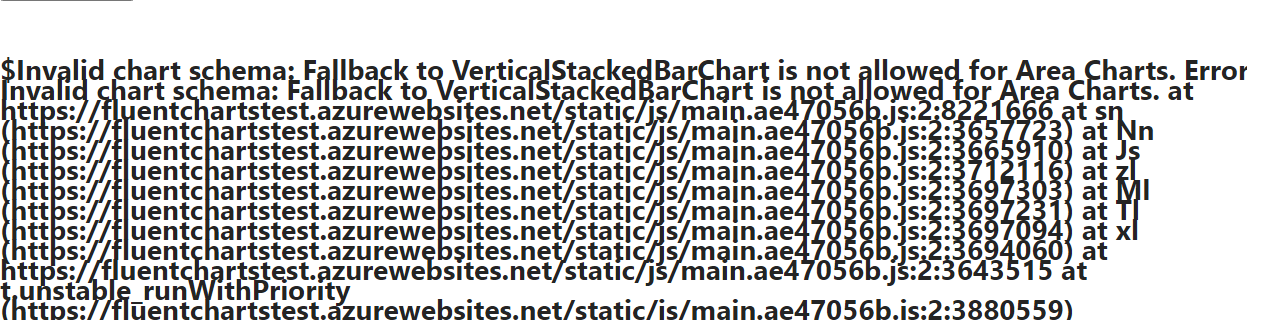 $Invalid chart schema: Fallback to VerticalStackedBarChart is not allowed for Area Charts. Error
Invalid chart schema: Fallback to VerticalStackedBarChart is not allowed for Area Charts. at
https://fluentchartstest.azurewebsites.net/static/js/main.ae47056b.js:2:8221666 at sn
(https://fluentchartstest.azurewebsites.net/static/js/main.ae47056b.js:2:3657723) at Nn
(https://fluentchartstest.azurewebsites.net/static/js/main.ae47056b.js:2:3665910) at Js
(https://fluentchartstest.azurewebsites.net/static/js/main.ae47056b.js:2:3712116) at zl
(https://fluentchartstest.azurewebsites.net/static/js/main.ae47056b.js:2:3697303) at Ml
(https://fluentchartstest.azurewebsites.net/static/js/main.ae47056b.js:2:3697231) at Tl
(https://fluentchartstest.azurewebsites.net/static/js/main.ae47056b.js:2:3697094) at xl
(https://fluentchartstest.azurewebsites.net/static/js/main.ae47056b.js:2:3694060) at
https://fluentchartstest.azurewebsites.net/static/js/main.ae47056b.js:2:3643515 at
t.unstable_runWithPriority
(https://fluentchartstest.azurewebsites.net/static/js/main.ae47056b.js:2:3880559)